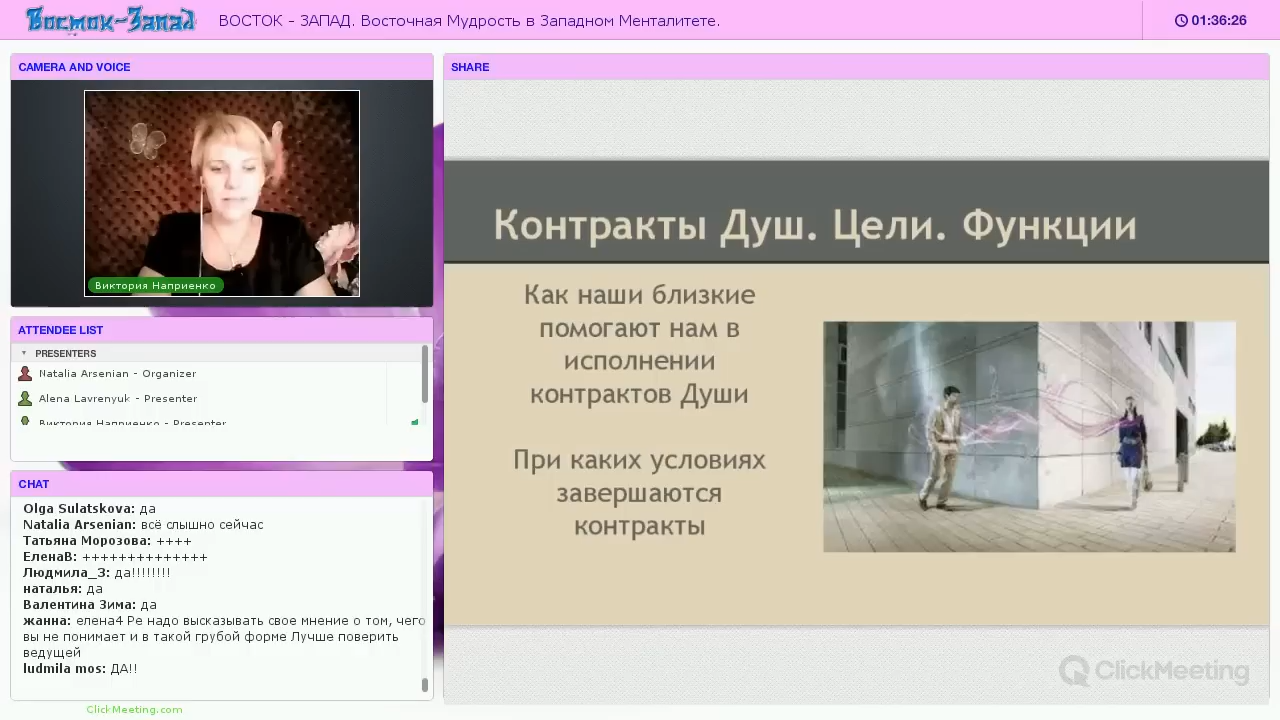 Восток-Запад
ВОСТОК - ЗАПАД. Восточная Мудрость в Западном Менталитете.
01:36:26
CAMERA AND VOICE
Виктория Наприенко
ATTENDEE LIST
PRESENTERS
Natalia Arsenian - Organizer
Alena Lavrenyuk - Presenter
Виктория Наприенко - Presenter
CHAT
Olga Sulatskova: да
Natalia Arsenian: всё слышно сейчас
Татьяна Морозова: ++++
ЕленаВ: ++++++++++++++
Людмила_З: да!!!!!!!!
наталья: да
Валентина Зима: да
жанна: елена4 Ре надо высказывать свое мнение о том, чего
вы не понимает и в такой грубой форме Лучше поверить
ведущей
ludmila mos: ДА!!
ClickMeeting.com
SHARE
Контракты Душ. Цели. Функции
Как наши близкие
помогают нам в
исполнении
контрактов Души
При каких условиях
завершаются
контракты
ClickMeeting